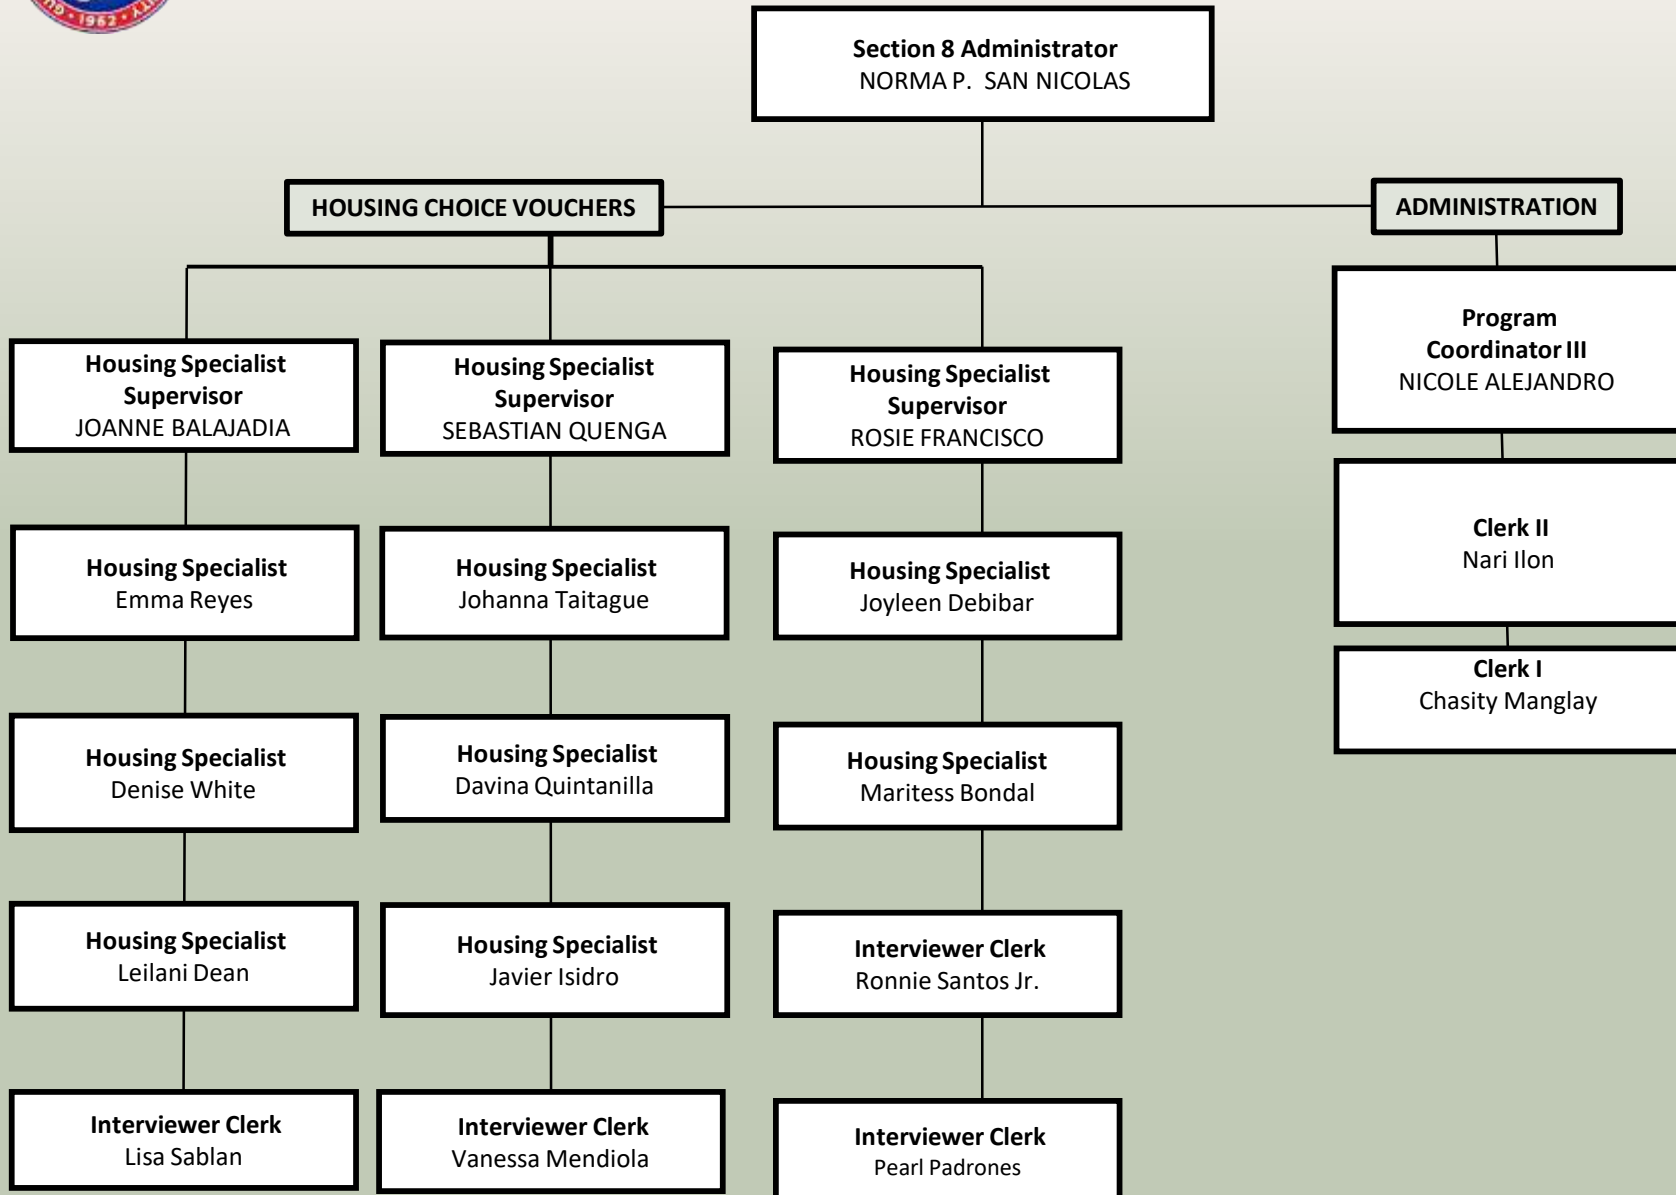 1962
Section 8 Administrator
NORMA P. SAN NICOLAS
HOUSING CHOICE VOUCHERS
ADMINISTRATION
Housing Specialist
Supervisor
JOANNE BALAJADIA
Housing Specialist
Emma Reyes
Housing Specialist
Denise White
Housing Specialist
Leilani Dean
Interviewer Clerk
Lisa Sablan
Housing Specialist
Supervisor
SEBASTIAN QUENGA
Housing Specialist
Johanna Taitague
Housing Specialist
Davina Quintanilla
Housing Specialist
Javier Isidro
Interviewer Clerk
Vanessa Mendiola
Housing Specialist
Supervisor
ROSIE FRANCISCO
Housing Specialist
Joyleen Debibar
Housing Specialist
Maritess Bondal
Interviewer Clerk
Ronnie Santos Jr.
Interviewer Clerk
Pearl Padrones
Program
Coordinator III
NICOLE ALEJANDRO
Clerk II
Nari Ilon
Clerk I
Chasity Manglay